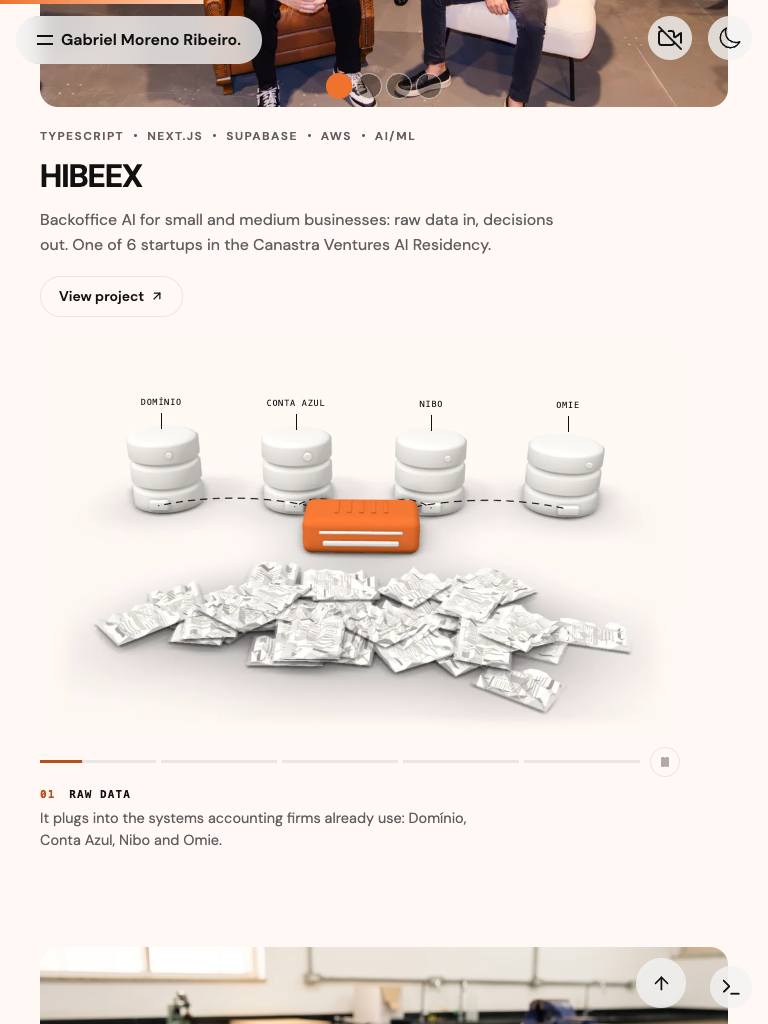 Gabriel Moreno Ribeiro.
TYPESCRIPT • NEXT.JS • SUPABASE • AWS • AI/ML
HIBEEX
Backoffice AI for small and medium businesses: raw data in, decisions
out. One of 6 startups in the Canastra Ventures AI Residency.
View project
DOMÍNIO
CONTA AZUL
NIBO
OMIE
01 RAW DATA
It plugs into the systems accounting firms already use: Domínio,
Conta Azul, Nibo and Omie.